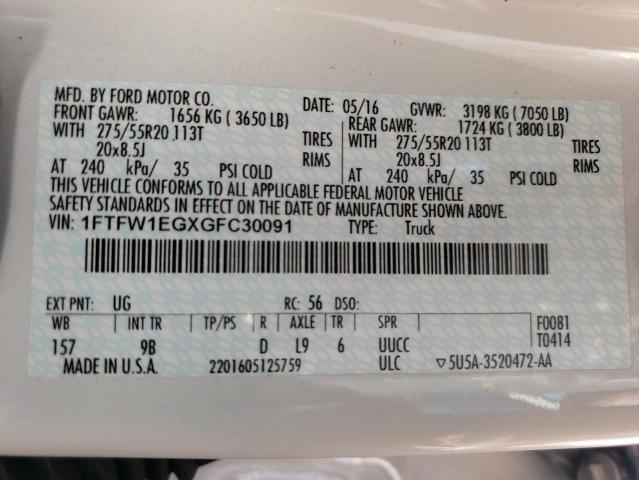 MFD. BY FORD MOTOR CO. DATE: 05/16 GVWR: 3198 KG ( 7050 LB)
FRONT GAWR: 1656 KG ( 3650 LB) REAR GAWR: 1724 KG ( 3800 LB)
WITH 275/55R20 113T TIRES WITH 275/55R20 113T TIRES
20x8.5J RIMS 20x8.5J RIMS
AT 240 kPa/ 35 PSI COLD AT 240 kPa/ 35 PSI COLD
THIS VEHICLE CONFORMS TO ALL APPLICABLE FEDERAL MOTOR VEHICLE
SAFETY STANDARDS IN EFFECT ON THE DATE OF MANUFACTURE SHOWN ABOVE.
VIN: 1FTFW1EGXGFC30091 TYPE: Truck
EXT PNT: UG RC: 56 DSO:
WB INT TR TP/PS R AXLE TR SPR F0081
157 9B D L9 6 UUCC T0414
MADE IN U.S.A. 2201605125759 ULC ▽5U5A-3520472-AA